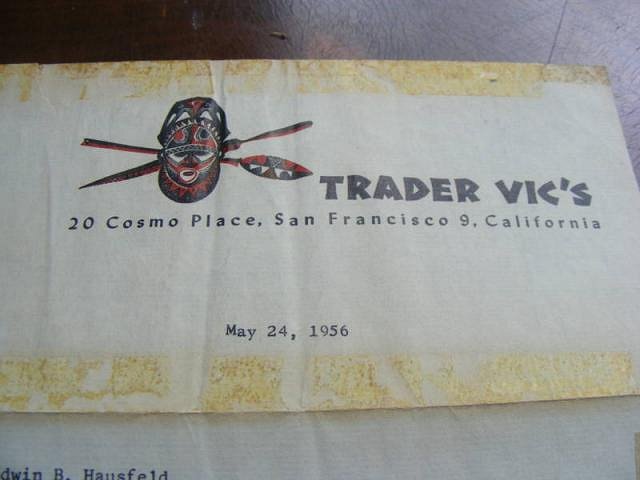 TRADER VIC'S
20 Cosmo Place, San Francisco 9, California
May 24, 1956
dwin B. Hausfeld